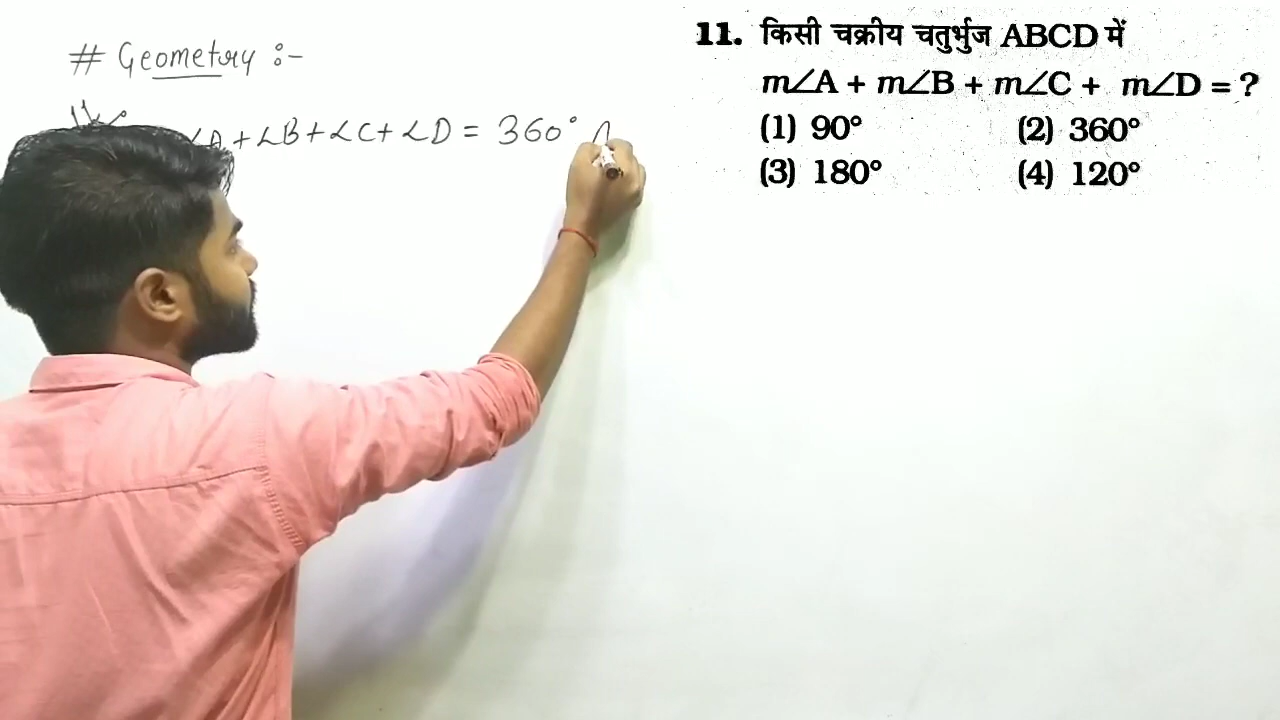 # Geometry :-
∠A + ∠B + ∠C + ∠D = 360°
11. किसी चक्रीय चतुर्भुज ABCD में
m∠A + m∠B + m∠C + m∠D = ?
(1) 90° (2) 360°
(3) 180° (4) 120°